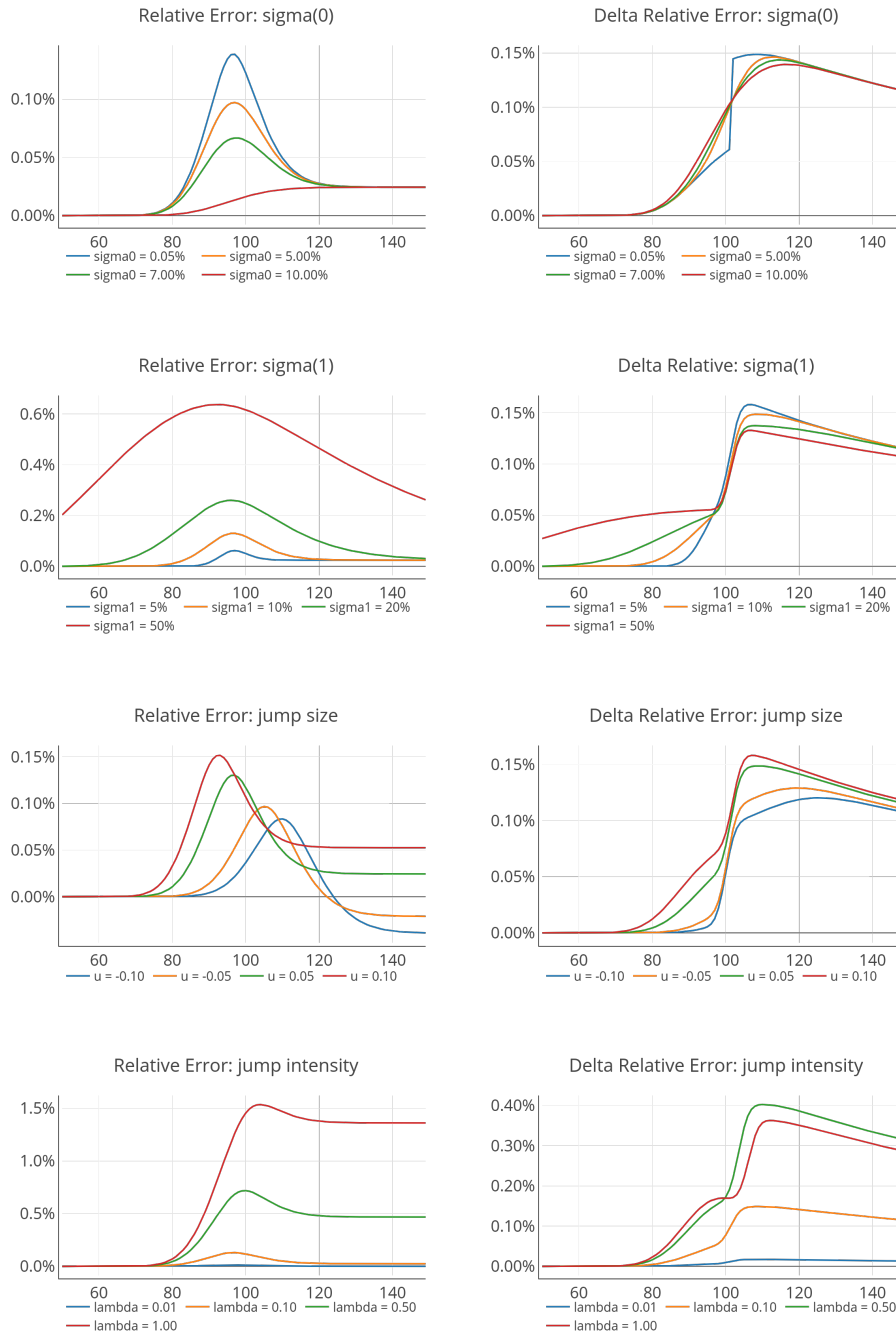 Relative Error: sigma(0)
0.10%
0.05%
0.00%
60 80 100 120 140
sigma0 = 0.05% sigma0 = 5.00%
sigma0 = 7.00% sigma0 = 10.00%
Delta Relative Error: sigma(0)
0.15%
0.10%
0.05%
0.00%
60 80 100 120 140
sigma0 = 0.05% sigma0 = 5.00%
sigma0 = 7.00% sigma0 = 10.00%
Relative Error: sigma(1)
0.6%
0.4%
0.2%
0.0%
60 80 100 120 140
sigma1 = 5% sigma1 = 10% sigma1 = 20%
sigma1 = 50%
Delta Relative: sigma(1)
0.15%
0.10%
0.05%
0.00%
60 80 100 120 140
sigma1 = 5% sigma1 = 10% sigma1 = 20%
sigma1 = 50%
Relative Error: jump size
0.15%
0.10%
0.05%
0.00%
60 80 100 120 140
u = -0.10 u = -0.05 u = 0.05 u = 0.10
Delta Relative Error: jump size
0.15%
0.10%
0.05%
0.00%
60 80 100 120 140
u = -0.10 u = -0.05 u = 0.05 u = 0.10
Relative Error: jump intensity
1.5%
1.0%
0.5%
0.0%
60 80 100 120 140
lambda = 0.01 lambda = 0.10 lambda = 0.50
lambda = 1.00
Delta Relative Error: jump intensity
0.40%
0.30%
0.20%
0.10%
0.00%
60 80 100 120 140
lambda = 0.01 lambda = 0.10 lambda = 0.50
lambda = 1.00